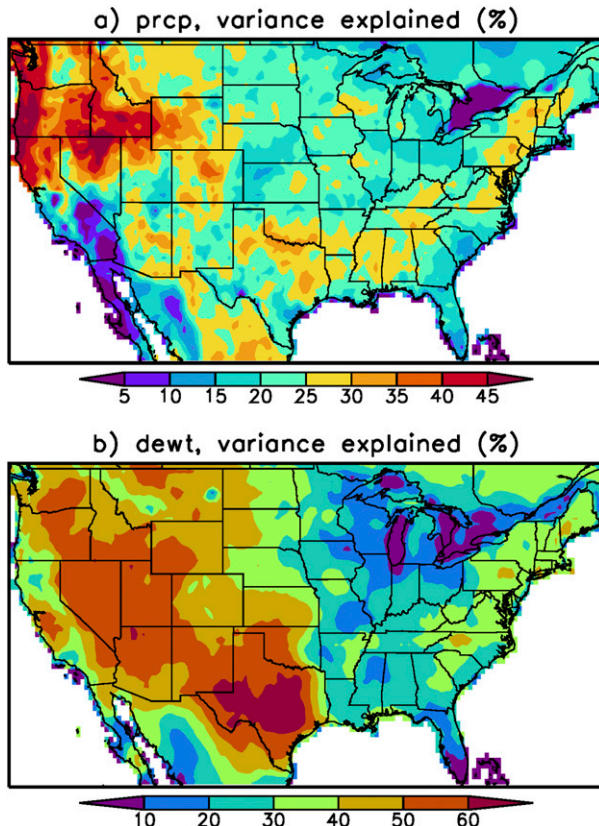 a) prcp, variance explained (%)
5 10 15 20 25 30 35 40 45
b) dewt, variance explained (%)
10 20 30 40 50 60